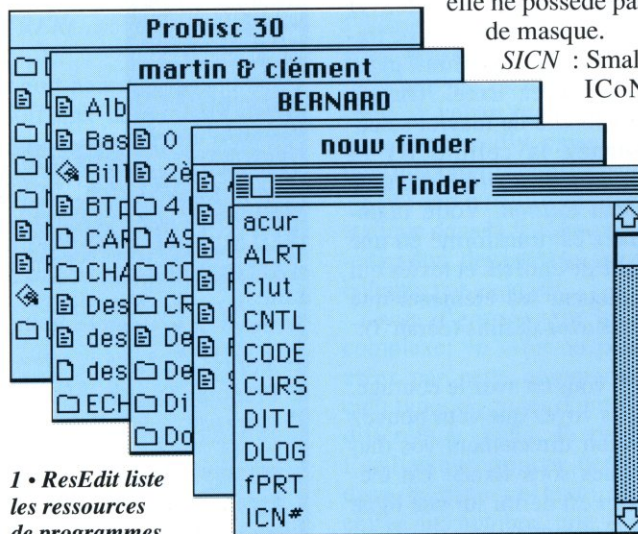 elle ne possède pa
de masque.
SICN : Smal
ICoN
ProDisc 30
martin & clément
BERNARD
nouv finder
Finder
Alb
Bas
Bill
BTp
CAR
CHA
Des
des
des
ECH
0
2è
4
AS
CO
CR
De
De
Di
Do
acur
ALRT
clut
CNTL
CODE
CURS
DITL
DLOG
fPRT
ICN#
1 • ResEdit liste
les ressources
de programmes